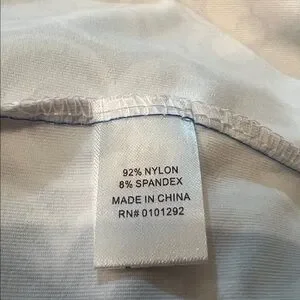 92% NYLON
8% SPANDEX
MADE IN CHINA
RN# 0101292